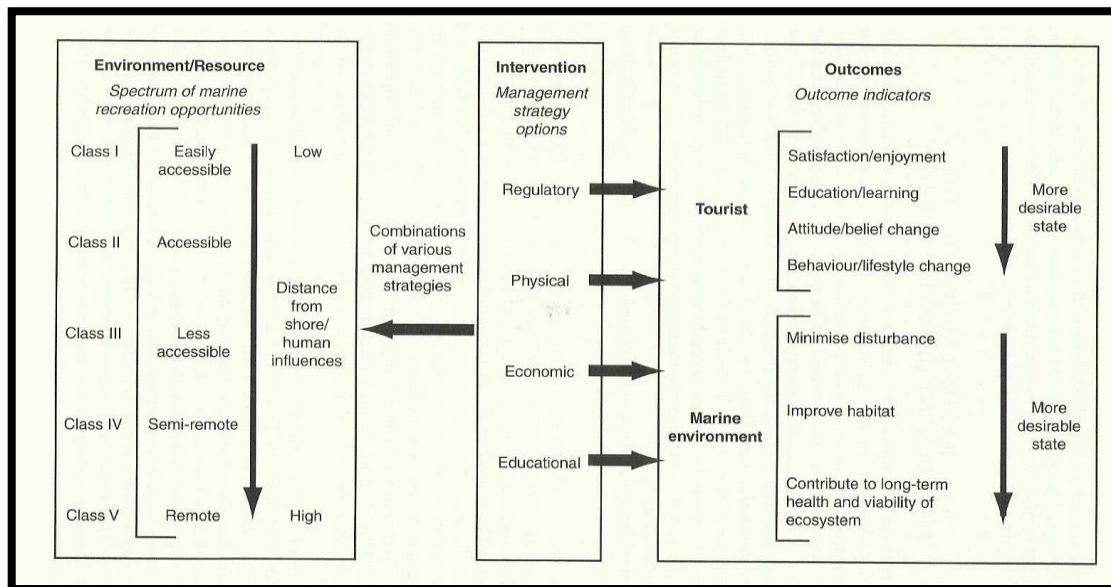 Environment/Resource
Spectrum of marine
recreation opportunities
Class I
Easily
accessible
Low
Class II
Accessible
Class III
Less
accessible
Distance
from
shore/
human
influences
Class IV
Semi-remote
Class V
Remote
High
Combinations
of various
management
strategies
Intervention
Management
strategy
options
Regulatory
Physical
Economic
Educational
Outcomes
Outcome indicators
Tourist
Satisfaction/enjoyment
Education/learning
Attitude/belief change
Behaviour/lifestyle change
More
desirable
state
Marine
environment
Minimise disturbance
Improve habitat
Contribute to long-term
health and viability of
ecosystem
More
desirable
state